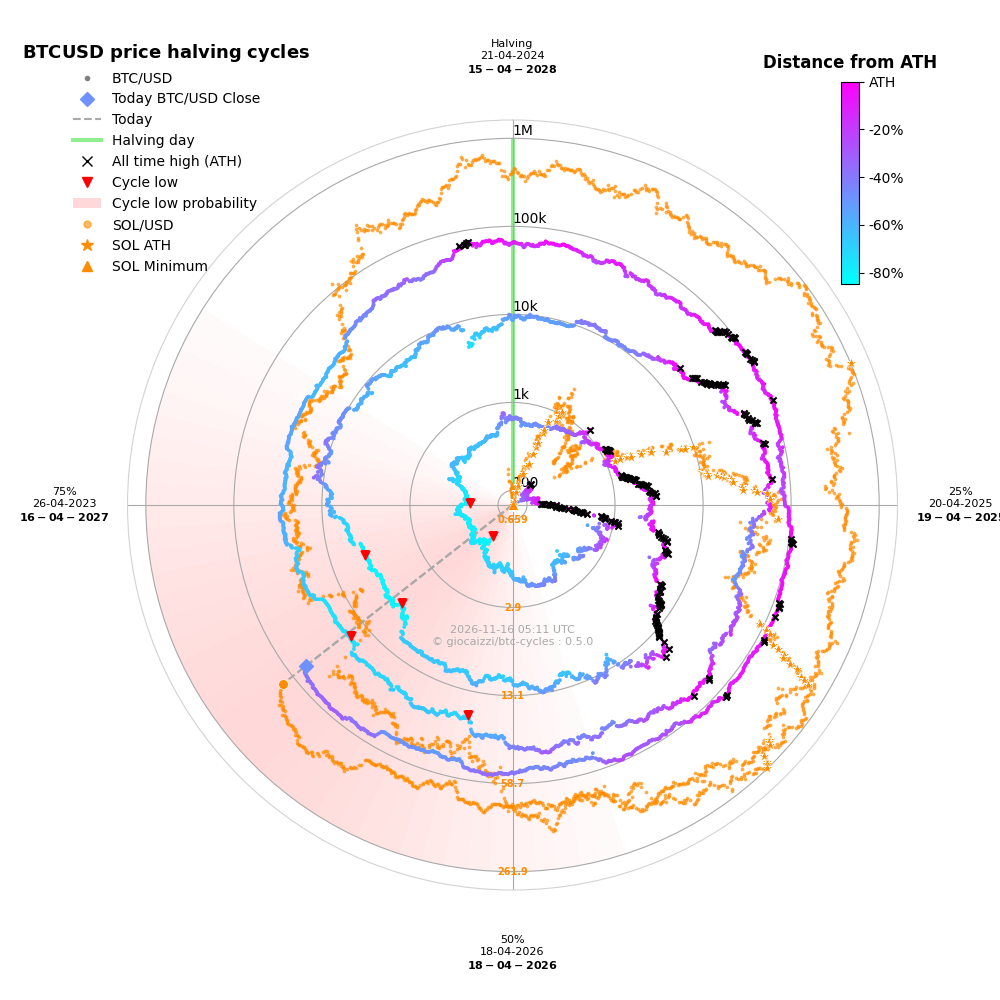 BTCUSD price halving cycles
BTC/USD
Today BTC/USD Close
Today
Halving day
All time high (ATH)
Cycle low
Cycle low probability
SOL/USD
SOL ATH
SOL Minimum
Halving
21-04-2024
15-04-2028
Distance from ATH
ATH
-20%
-40%
-60%
-80%
1M
100k
10k
1k
100
0.659
2.9
13.1
58.7
261.9
75%
26-04-2023
16-04-2027
25%
20-04-2025
19-04-2025
2026-11-16 05:11 UTC
© giocaizzi/btc-cycles : 0.5.0
50%
18-04-2026
18-04-2026